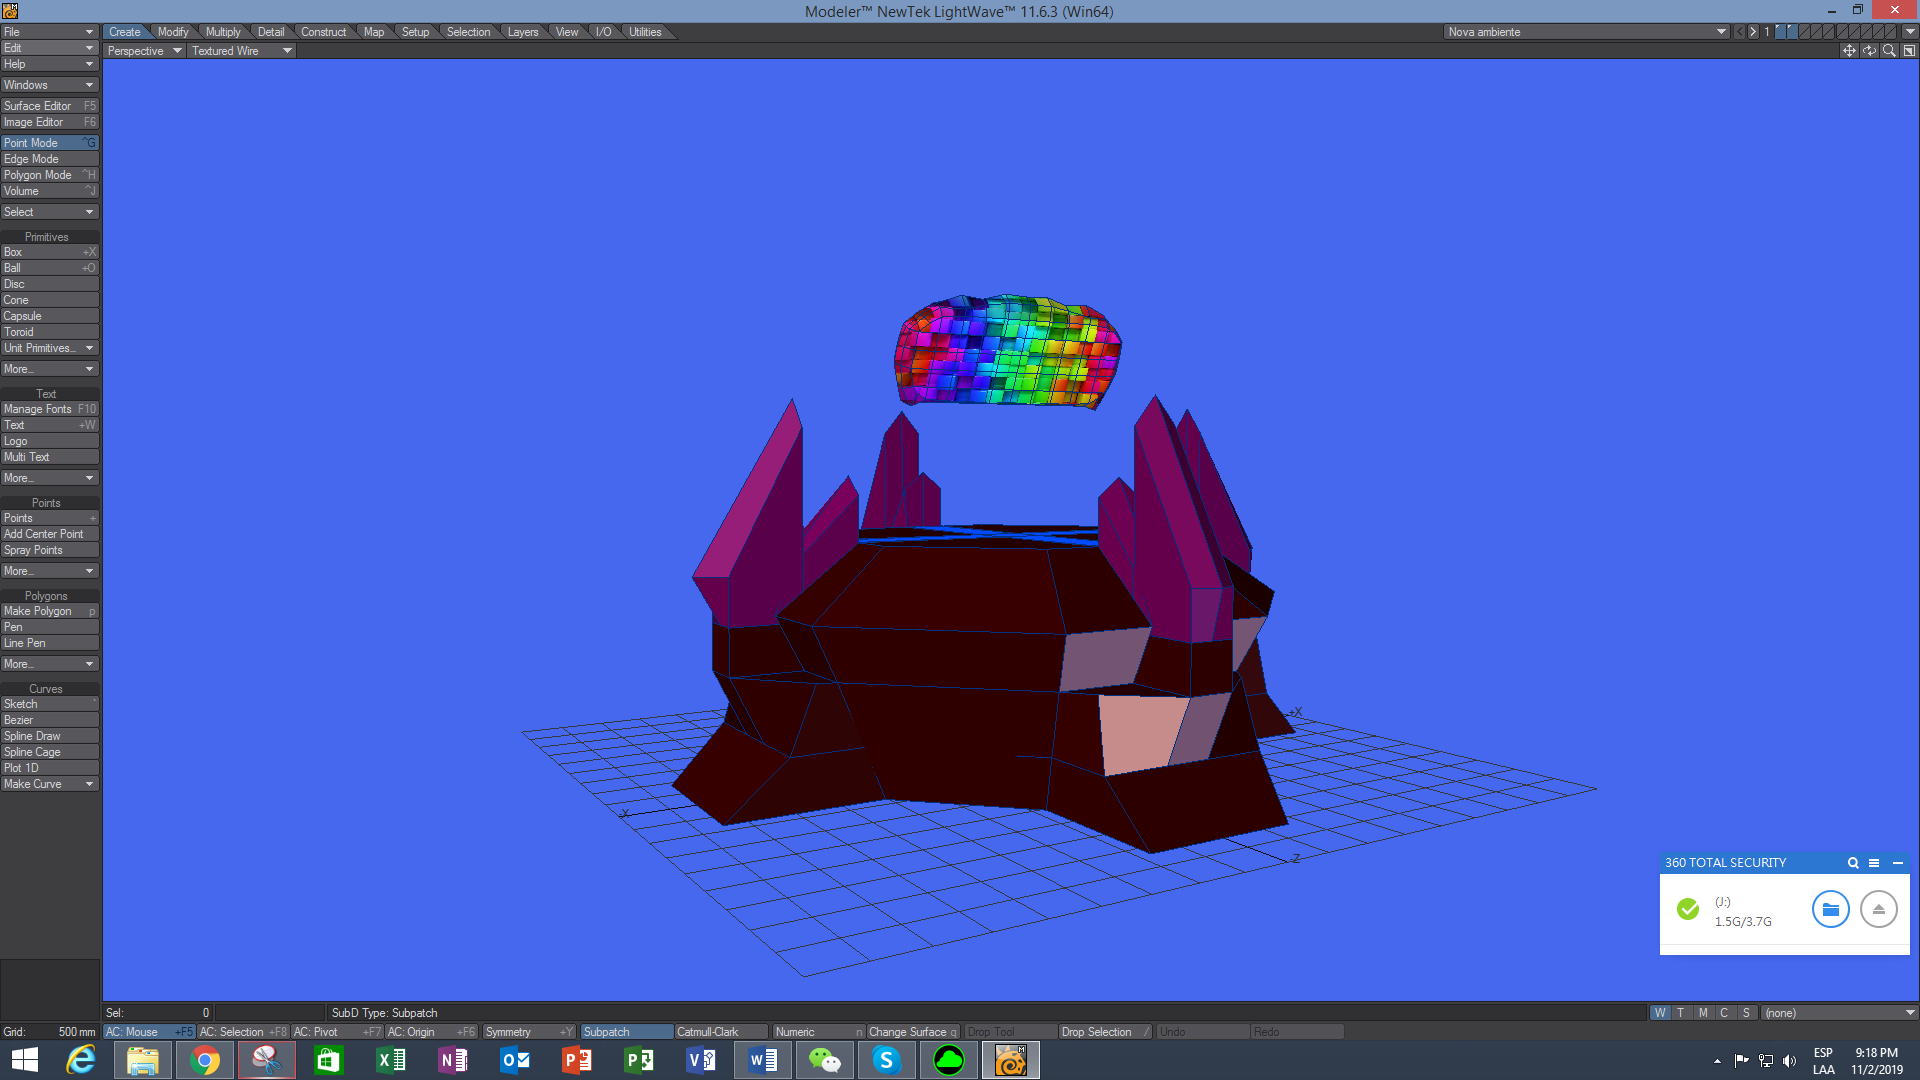 Modeler™ NewTek LightWave™ 11.6.3 (Win64)
File
Edit
Help
Windows
Surface Editor F5
Image Editor F6
Point Mode ^G
Edge Mode
Polygon Mode ^H
Volume ^J
Select
Primitives
Box +X
Ball +O
Disc
Cone
Capsule
Toroid
Unit Primitives...
More...
Text
Manage Fonts F10
Text +W
Logo
Multi Text
More...
Points
Points +
Add Center Point
Spray Points
More...
Polygons
Make Polygon p
Pen
Line Pen
More...
Curves
Sketch `
Bezier
Spline Draw
Spline Cage
Plot 1D
Make Curve
Create Modify Multiply Detail Construct Map Setup Selection Layers View I/O Utilities
Nova ambiente
< > 1
Perspective Textured Wire
+X
-X
-Z
360 TOTAL SECURITY
(J:)
1.5G/3.7G
Sel: 0
SubD Type: Subpatch
W T M C S (none)
Grid: 500 mm
AC: Mouse +F5 AC: Selection +F8 AC: Pivot +F7 AC: Origin +F6 Symmetry +Y Subpatch Catmull-Clark Numeric n Change Surface q Drop Tool Drop Selection / Undo Redo
ESP
LAA
9:18 PM
11/2/2019